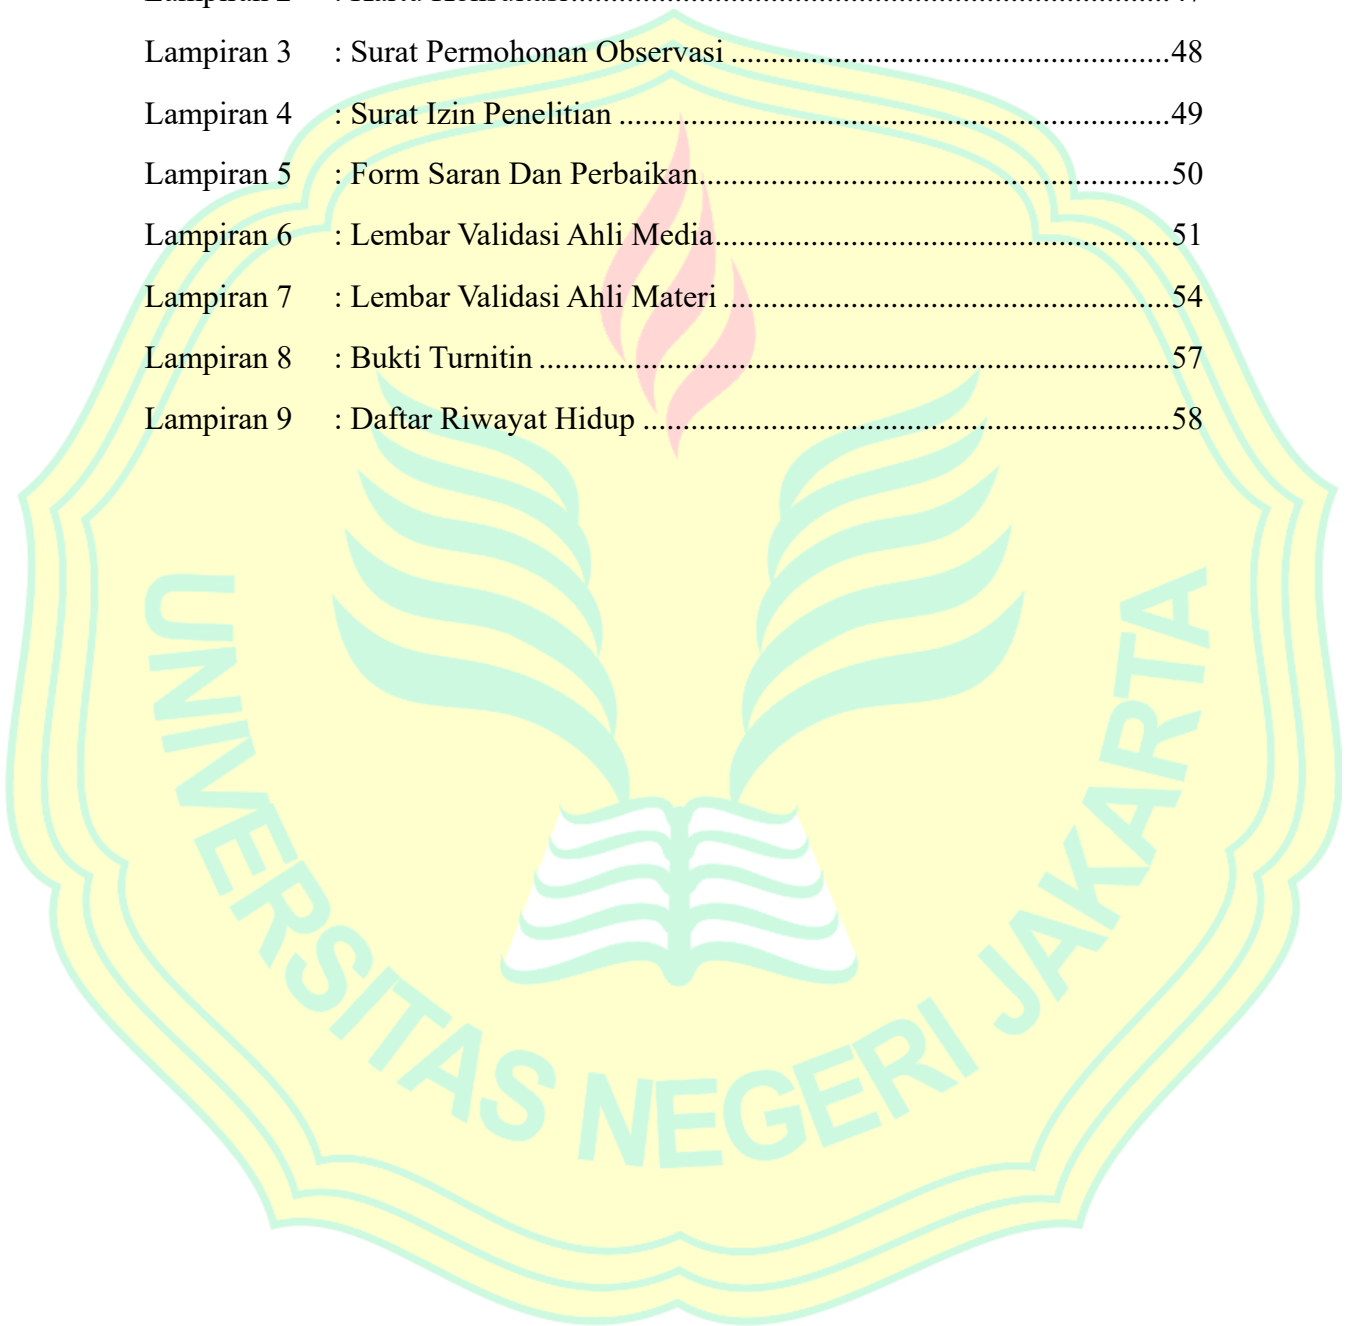 Lampiran 3 : Surat Permohonan Observasi ........................................................48
Lampiran 4 : Surat Izin Penelitian ......................................................................49
Lampiran 5 : Form Saran Dan Perbaikan............................................................50
Lampiran 6 : Lembar Validasi Ahli Media..........................................................51
Lampiran 7 : Lembar Validasi Ahli Materi .........................................................54
Lampiran 8 : Bukti Turnitin ................................................................................57
Lampiran 9 : Daftar Riwayat Hidup ...................................................................58
UNIVERSITAS NEGERI JAKARTA